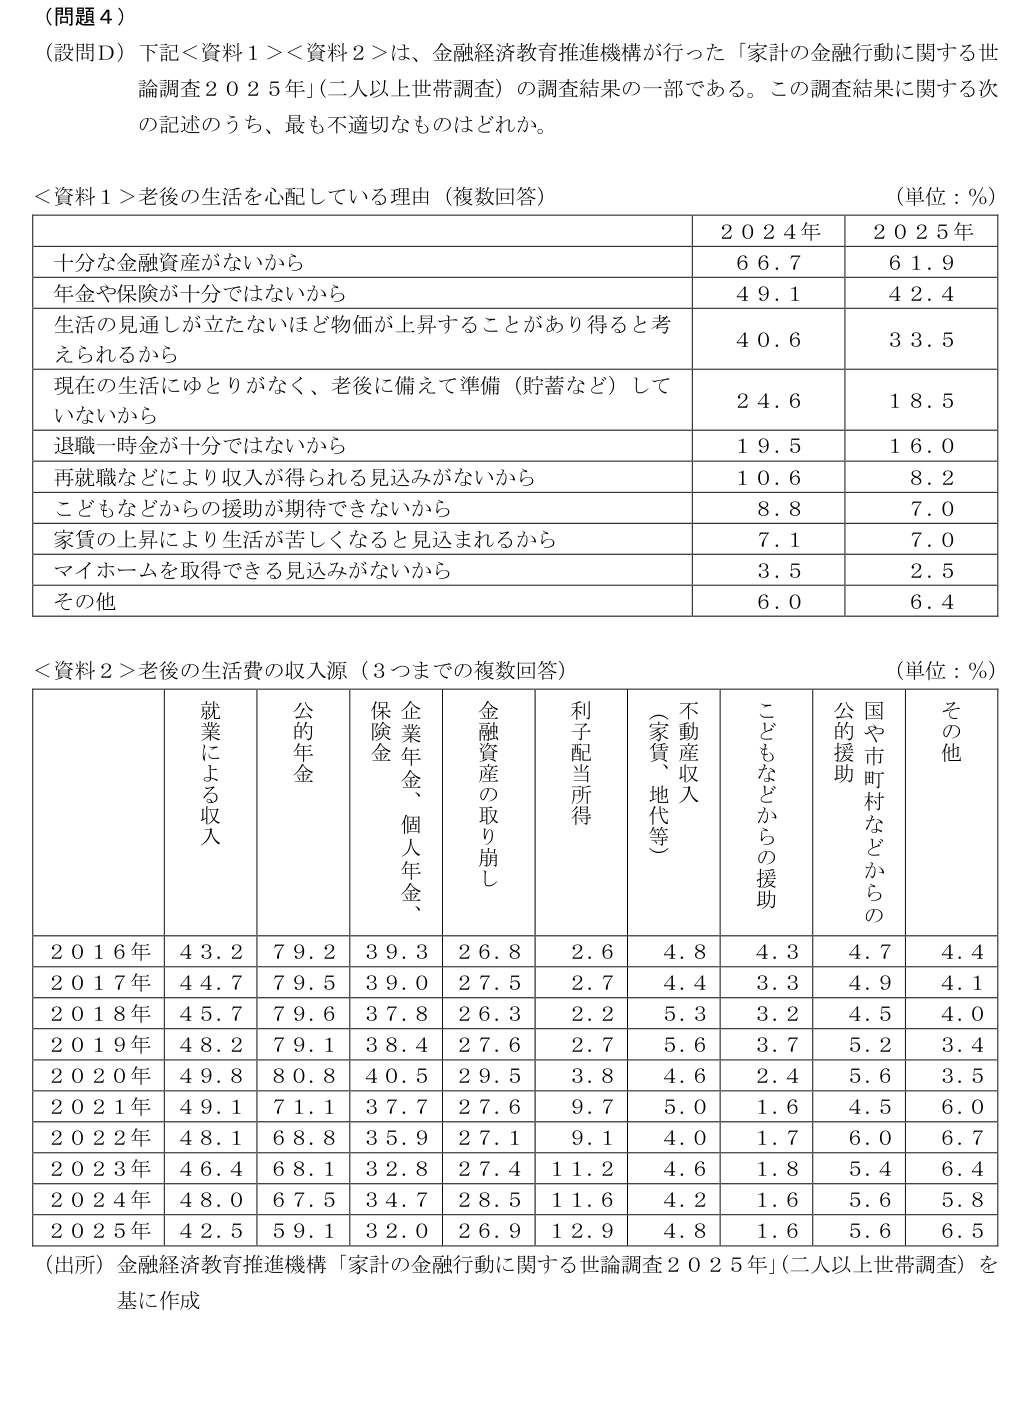 （問題４）
（設問Ｄ）下記＜資料１＞＜資料２＞は、金融経済教育推進機構が行った「家計の金融行動に関する世
論調査２０２５年」（二人以上世帯調査）の調査結果の一部である。この調査結果に関する次
の記述のうち、最も不適切なものはどれか。
＜資料１＞老後の生活を心配している理由（複数回答）　（単位：％）
２０２４年　２０２５年
十分な金融資産がないから　６６．７　６１．９
年金や保険が十分ではないから　４９．１　４２．４
生活の見通しが立たないほど物価が上昇することがあり得ると考
えられるから　４０．６　３３．５
現在の生活にゆとりがなく、老後に備えて準備（貯蓄など）して
いないから　２４．６　１８．５
退職一時金が十分ではないから　１９．５　１６．０
再就職などにより収入が得られる見込みがないから　１０．６　８．２
こどもなどからの援助が期待できないから　８．８　７．０
家賃の上昇により生活が苦しくなると見込まれるから　７．１　７．０
マイホームを取得できる見込みがないから　３．５　２．５
その他　６．０　６．４
＜資料２＞老後の生活費の収入源（３つまでの複数回答）　（単位：％）
就業による収入
公的年金
企業年金、個人年金、
保険金
金融資産の取り崩し
利子配当所得
不動産収入
（家賃、地代等）
こどもなどからの援助
国や市町村などからの
公的援助
その他
２０１６年　４３．２　７９．２　３９．３　２６．８　２．６　４．８　４．３　４．７　４．４
２０１７年　４４．７　７９．５　３９．０　２７．５　２．７　４．４　３．３　４．９　４．１
２０１８年　４５．７　７９．６　３７．８　２６．３　２．２　５．３　３．２　４．５　４．０
２０１９年　４８．２　７９．１　３８．４　２７．６　２．７　５．６　３．７　５．２　３．４
２０２０年　４９．８　８０．８　４０．５　２９．５　３．８　４．６　２．４　５．６　３．５
２０２１年　４９．１　７１．１　３７．７　２７．６　９．７　５．０　１．６　４．５　６．０
２０２２年　４８．１　６８．８　３５．９　２７．１　９．１　４．０　１．７　６．０　６．７
２０２３年　４６．４　６８．１　３２．８　２７．４　１１．２　４．６　１．８　５．４　６．４
２０２４年　４８．０　６７．５　３４．７　２８．５　１１．６　４．２　１．６　５．６　５．８
２０２５年　４２．５　５９．１　３２．０　２６．９　１２．９　４．８　１．６　５．６　６．５
（出所）金融経済教育推進機構「家計の金融行動に関する世論調査２０２５年」（二人以上世帯調査）を
基に作成